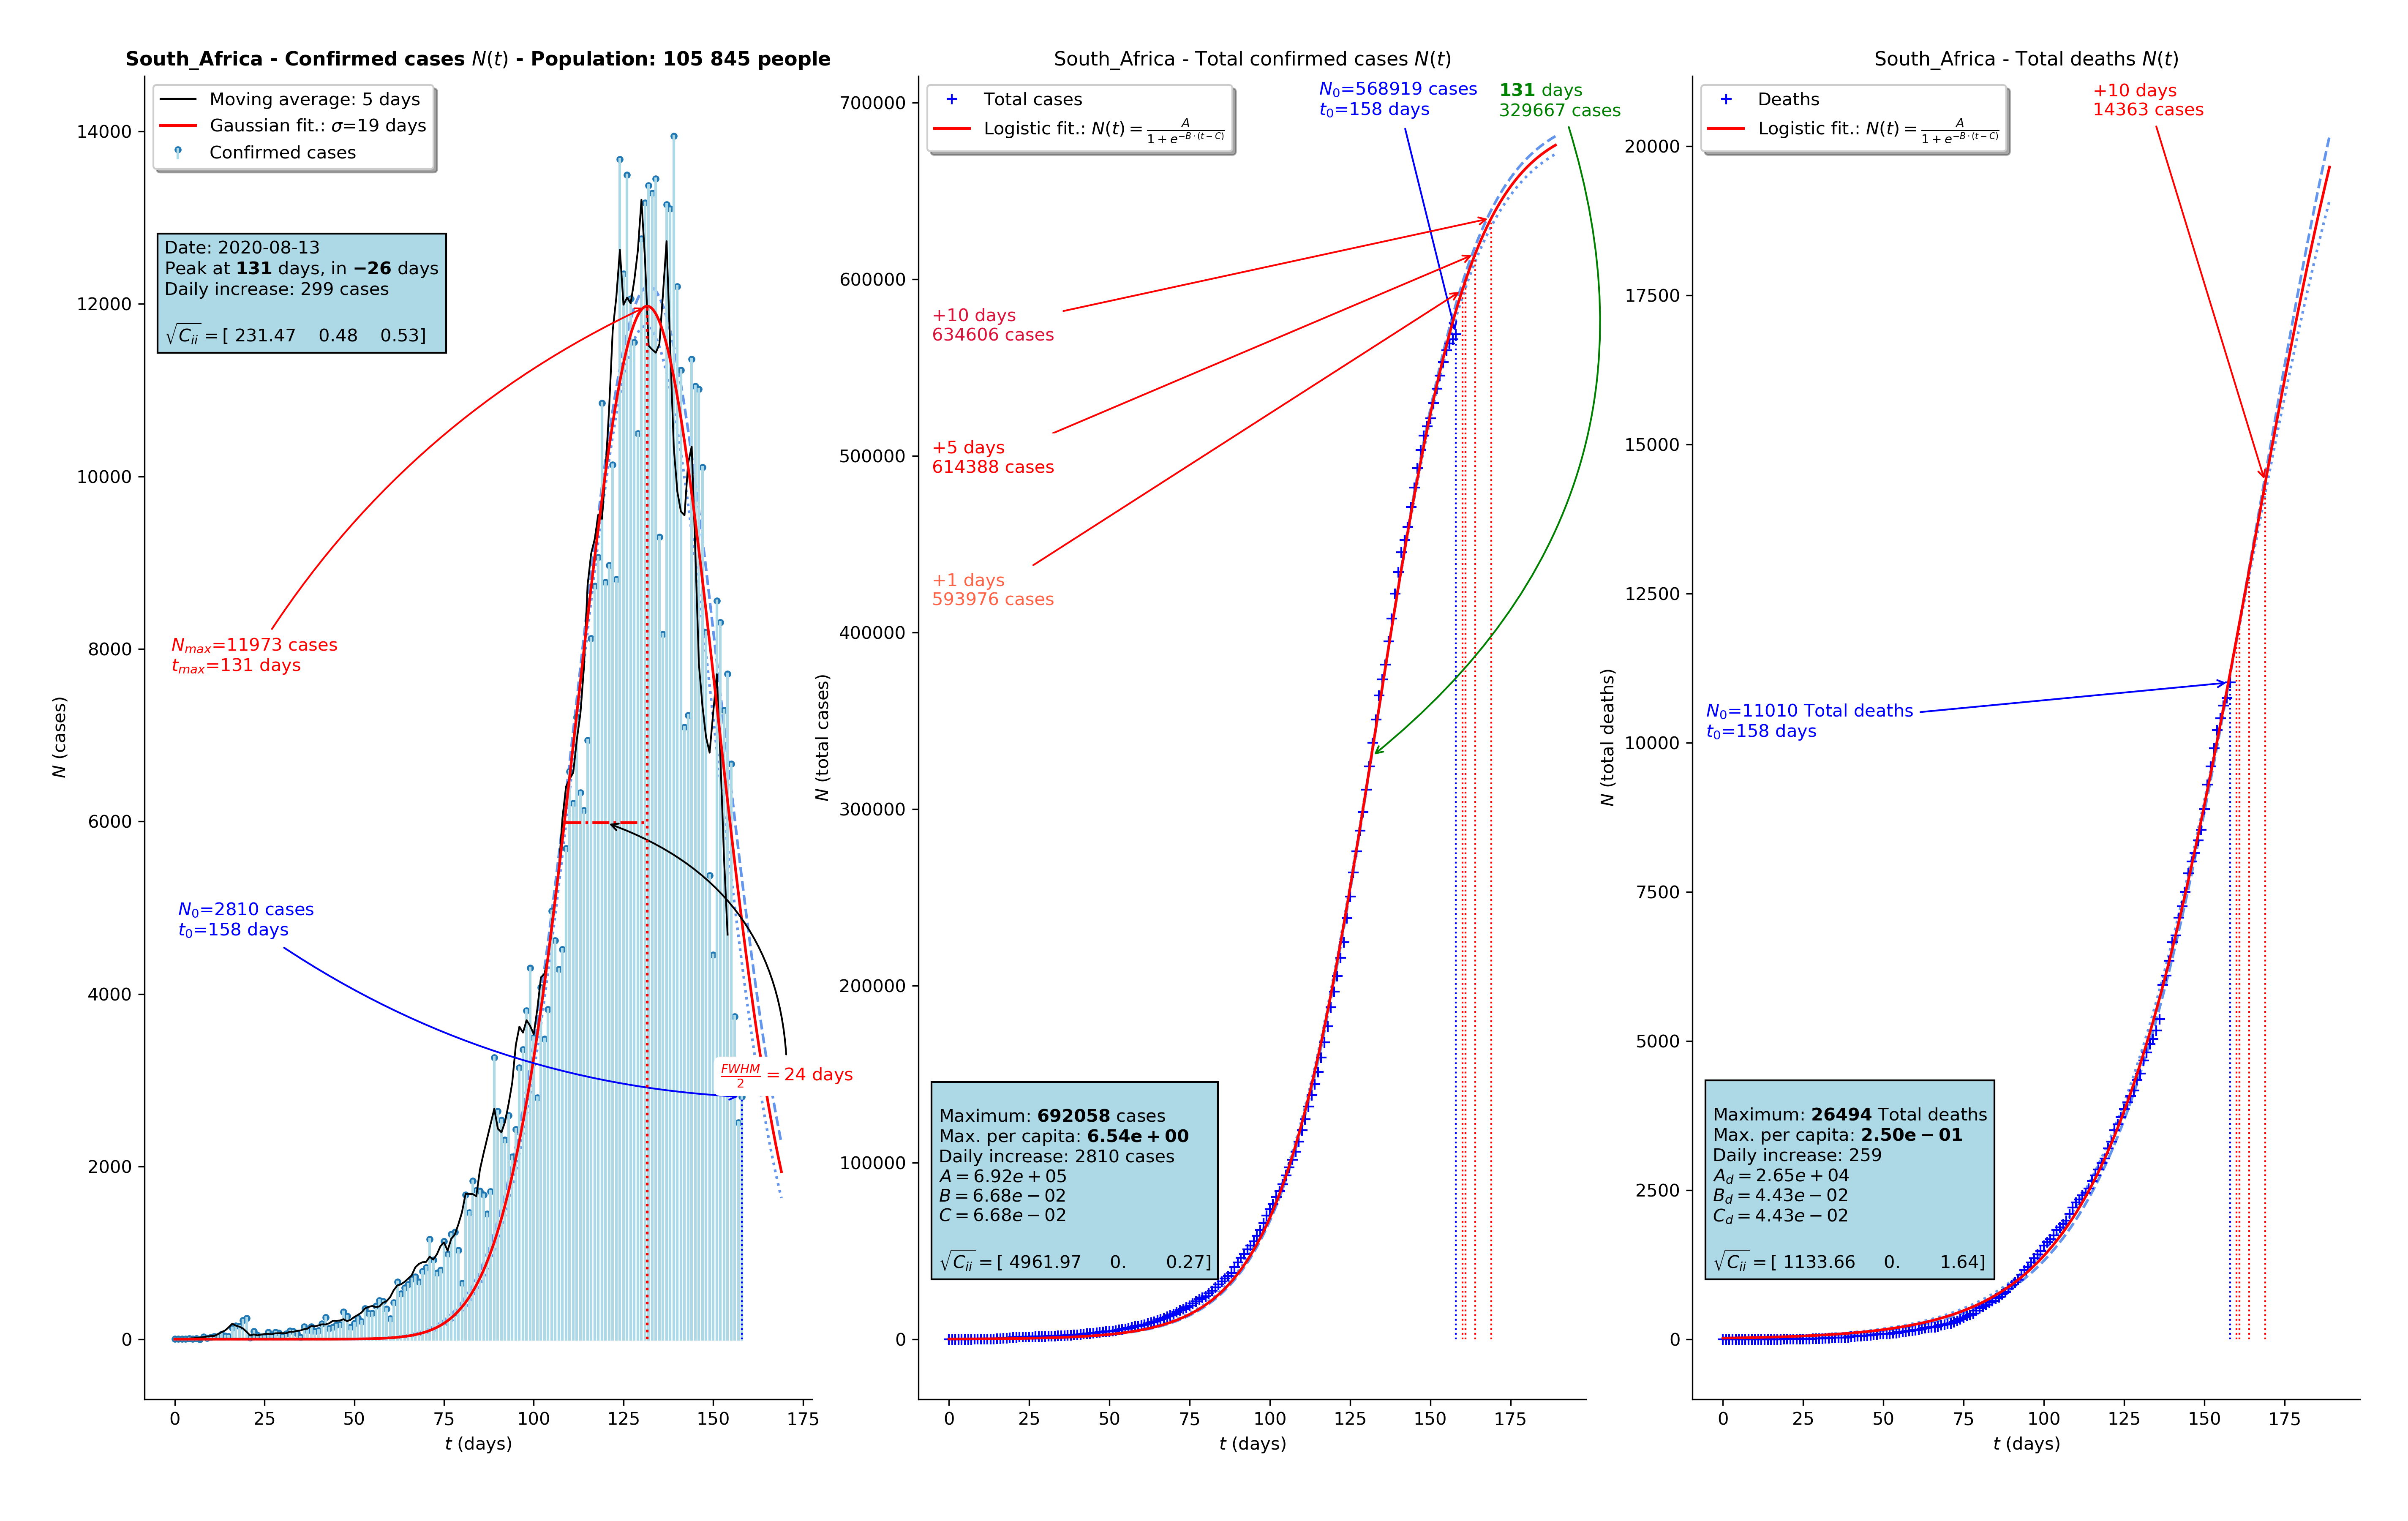 South_Africa - Confirmed cases N(t) - Population: 105 845 people
Moving average: 5 days
Gaussian fit.: σ=19 days
Confirmed cases
Date: 2020-08-13
Peak at 131 days, in −26 days
Daily increase: 299 cases
√C_ii = [ 231.47 0.48 0.53]
N_max=11973 cases
t_max=131 days
N_0=2810 cases
t_0=158 days
FWHM/2 = 24 days
14000
12000
10000
8000
6000
4000
2000
0
N (cases)
0 25 50 75 100 125 150 175
t (days)
South_Africa - Total confirmed cases N(t)
Total cases
Logistic fit.: N(t) = A/(1 + e^{−B·(t−C)})
N_0=568919 cases
t_0=158 days
131 days
329667 cases
+10 days
634606 cases
+5 days
614388 cases
+1 days
593976 cases
Maximum: 692058 cases
Max. per capita: 6.54e + 00
Daily increase: 2810 cases
A = 6.92e + 05
B = 6.68e − 02
C = 6.68e − 02
√C_ii = [ 4961.97 0. 0.27]
700000
600000
500000
400000
300000
200000
100000
0
N (total cases)
0 25 50 75 100 125 150 175
t (days)
South_Africa - Total deaths N(t)
Deaths
Logistic fit.: N(t) = A/(1 + e^{−B·(t−C)})
+10 days
14363 cases
N_0=11010 Total deaths
t_0=158 days
Maximum: 26494 Total deaths
Max. per capita: 2.50e − 01
Daily increase: 259
A_d = 2.65e + 04
B_d = 4.43e − 02
C_d = 4.43e − 02
√C_ii = [ 1133.66 0. 1.64]
20000
17500
15000
12500
10000
7500
5000
2500
0
N (total deaths)
0 25 50 75 100 125 150 175
t (days)